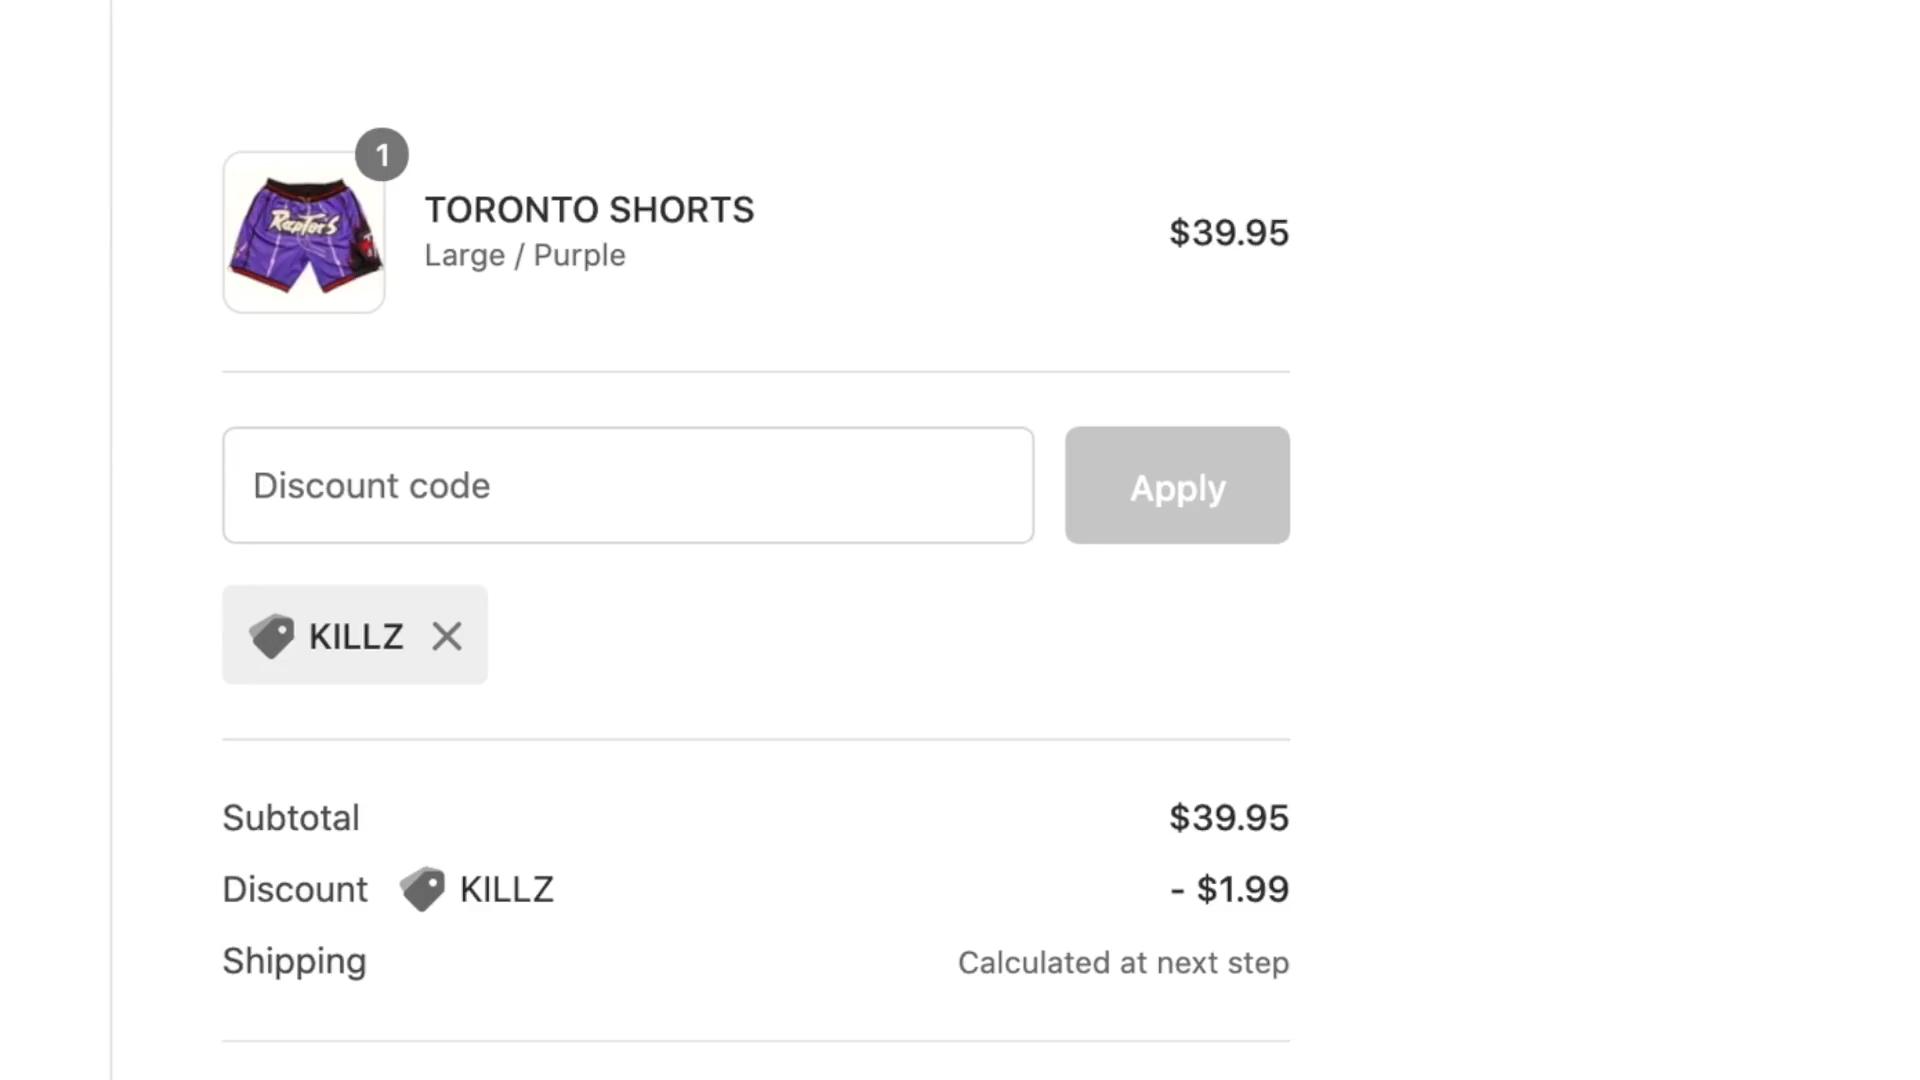 1
Raptors
TORONTO SHORTS
Large / Purple
$39.95
Discount code
Apply
KILLZ
Subtotal
$39.95
Discount KILLZ
- $1.99
Shipping
Calculated at next step